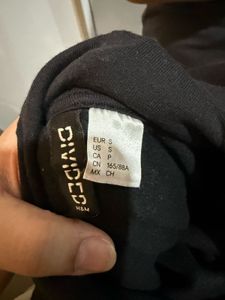 DIVIDED
H&M
EUR S
US S
CA P
CN 165/88A
MX CH